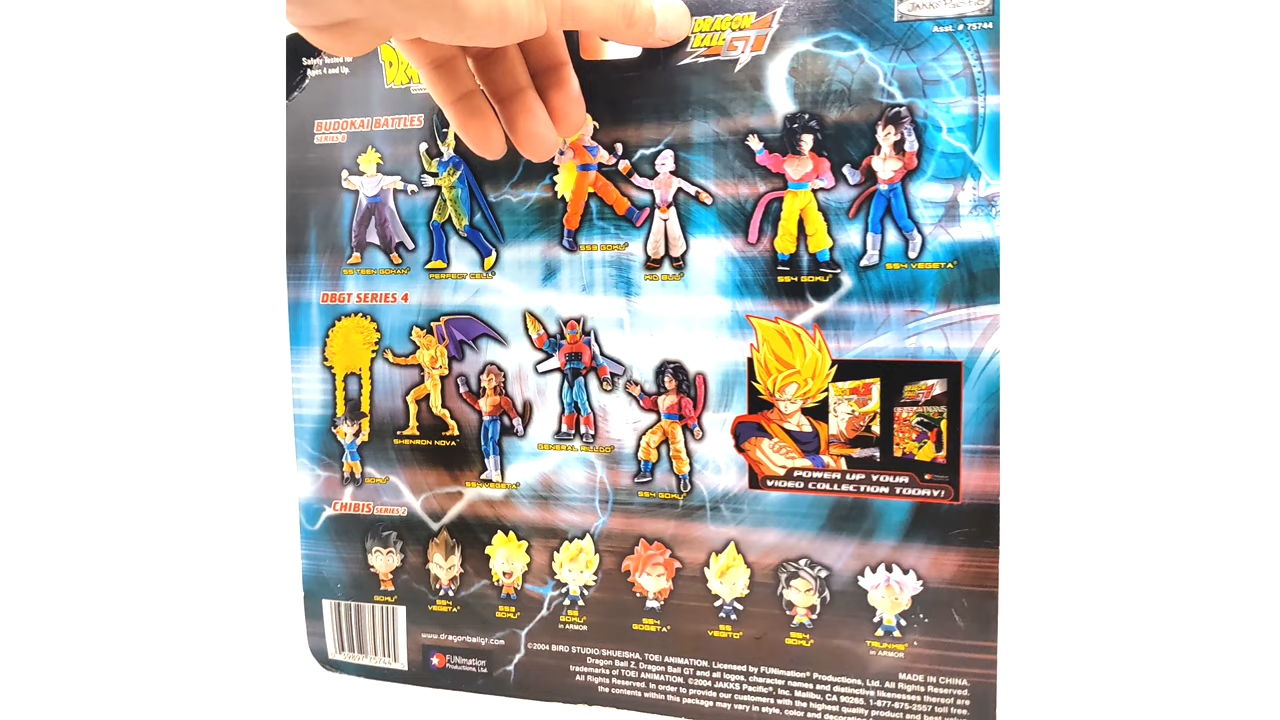 DRAGON
BALL GT
JAKKS Pacific
Asst. # 75744
Safety Tested for
Ages 4 and Up.
BUDOKAI BATTLES
SERIES 8
SS TEEN GOHAN
PERFECT CELL
SS3 GOKU
KID BUU
SS4 GOKU
SS4 VEGETA
DBGT SERIES 4
GOKU
SHENRON NOVA
SS4 VEGETA
GENERAL RILLDO
SS4 GOKU
POWER UP YOUR
VIDEO COLLECTION TODAY!
CHIBIS SERIES 2
GOKU
SS4
VEGETA
SS3
GOKU
SS
GOKU
in ARMOR
SS4
GOGETA
SS
VEGITO
SS4
GOKU
TRUNKS
in ARMOR
39897 75744
www.dragonballgt.com
FUNimation
Productions, Ltd.
MADE IN CHINA.
©2004 BIRD STUDIO/SHUEISHA, TOEI ANIMATION. Licensed by FUNimation® Productions, Ltd. All Rights Reserved.
Dragon Ball Z, Dragon Ball GT and all logos, character names and distinctive likenesses thereof are
trademarks of TOEI ANIMATION. ©2004 JAKKS Pacific®, Inc. Malibu, CA 90265. 1-877-875-2557 toll free.
All Rights Reserved. In order to provide our customers with the highest quality product and best value
the contents within this package may vary in style, color and